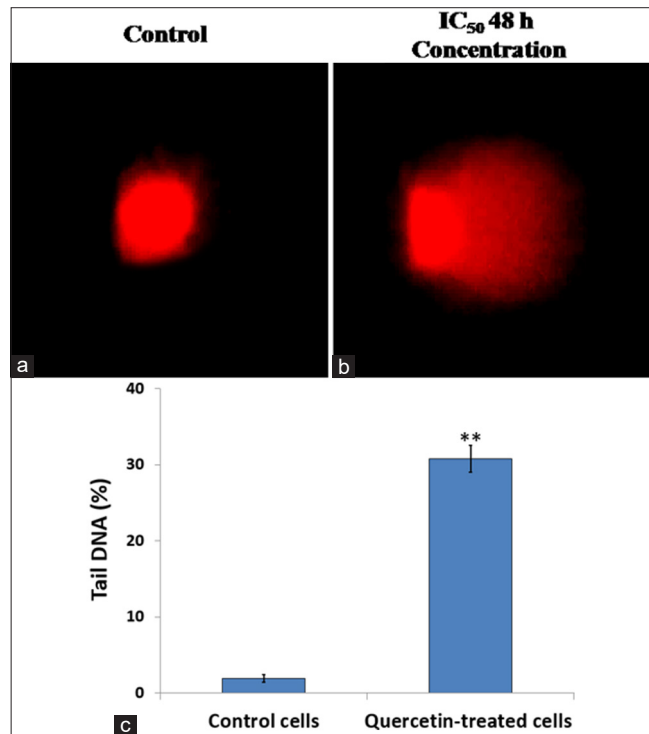 Control
IC₅₀ 48 h
Concentration
a
b
40
30
20
10
0
Tail DNA (%)
**
Control cells
Quercetin-treated cells
c